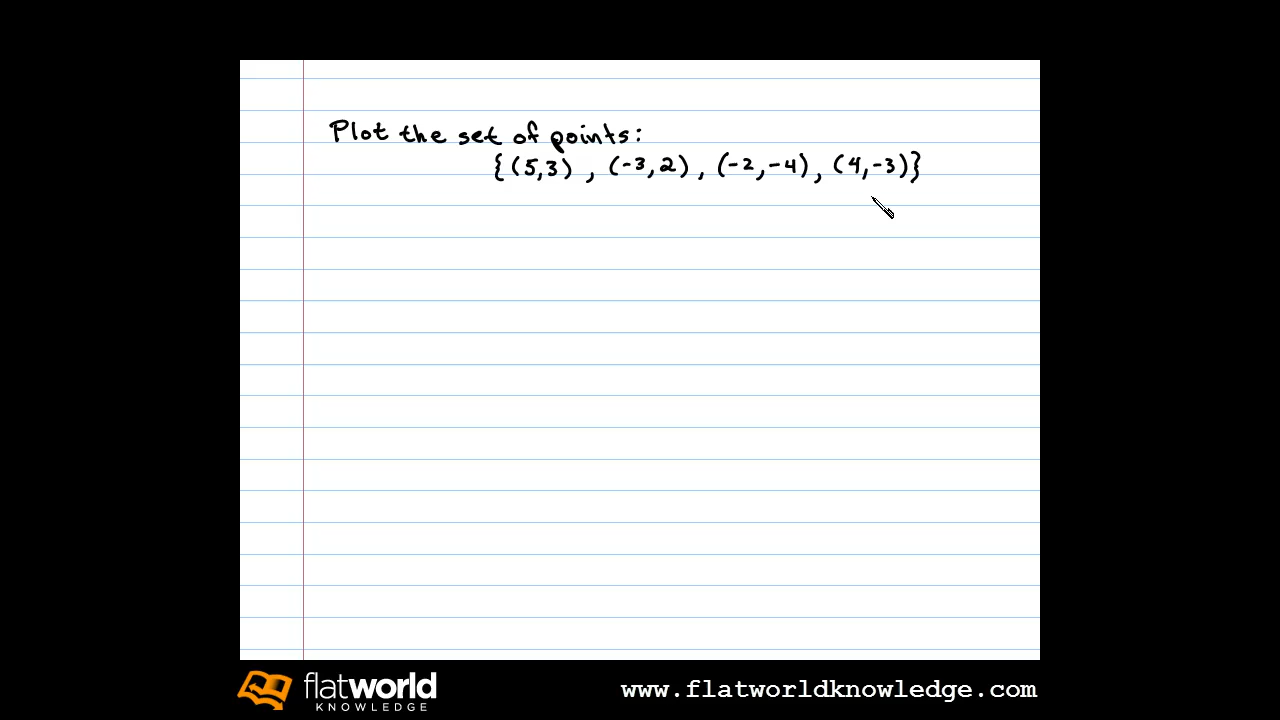 Plot the set of points:
{(5,3) , (-3,2) , (-2,-4) , (4,-3)}
flatworld
KNOWLEDGE
www.flatworldknowledge.com